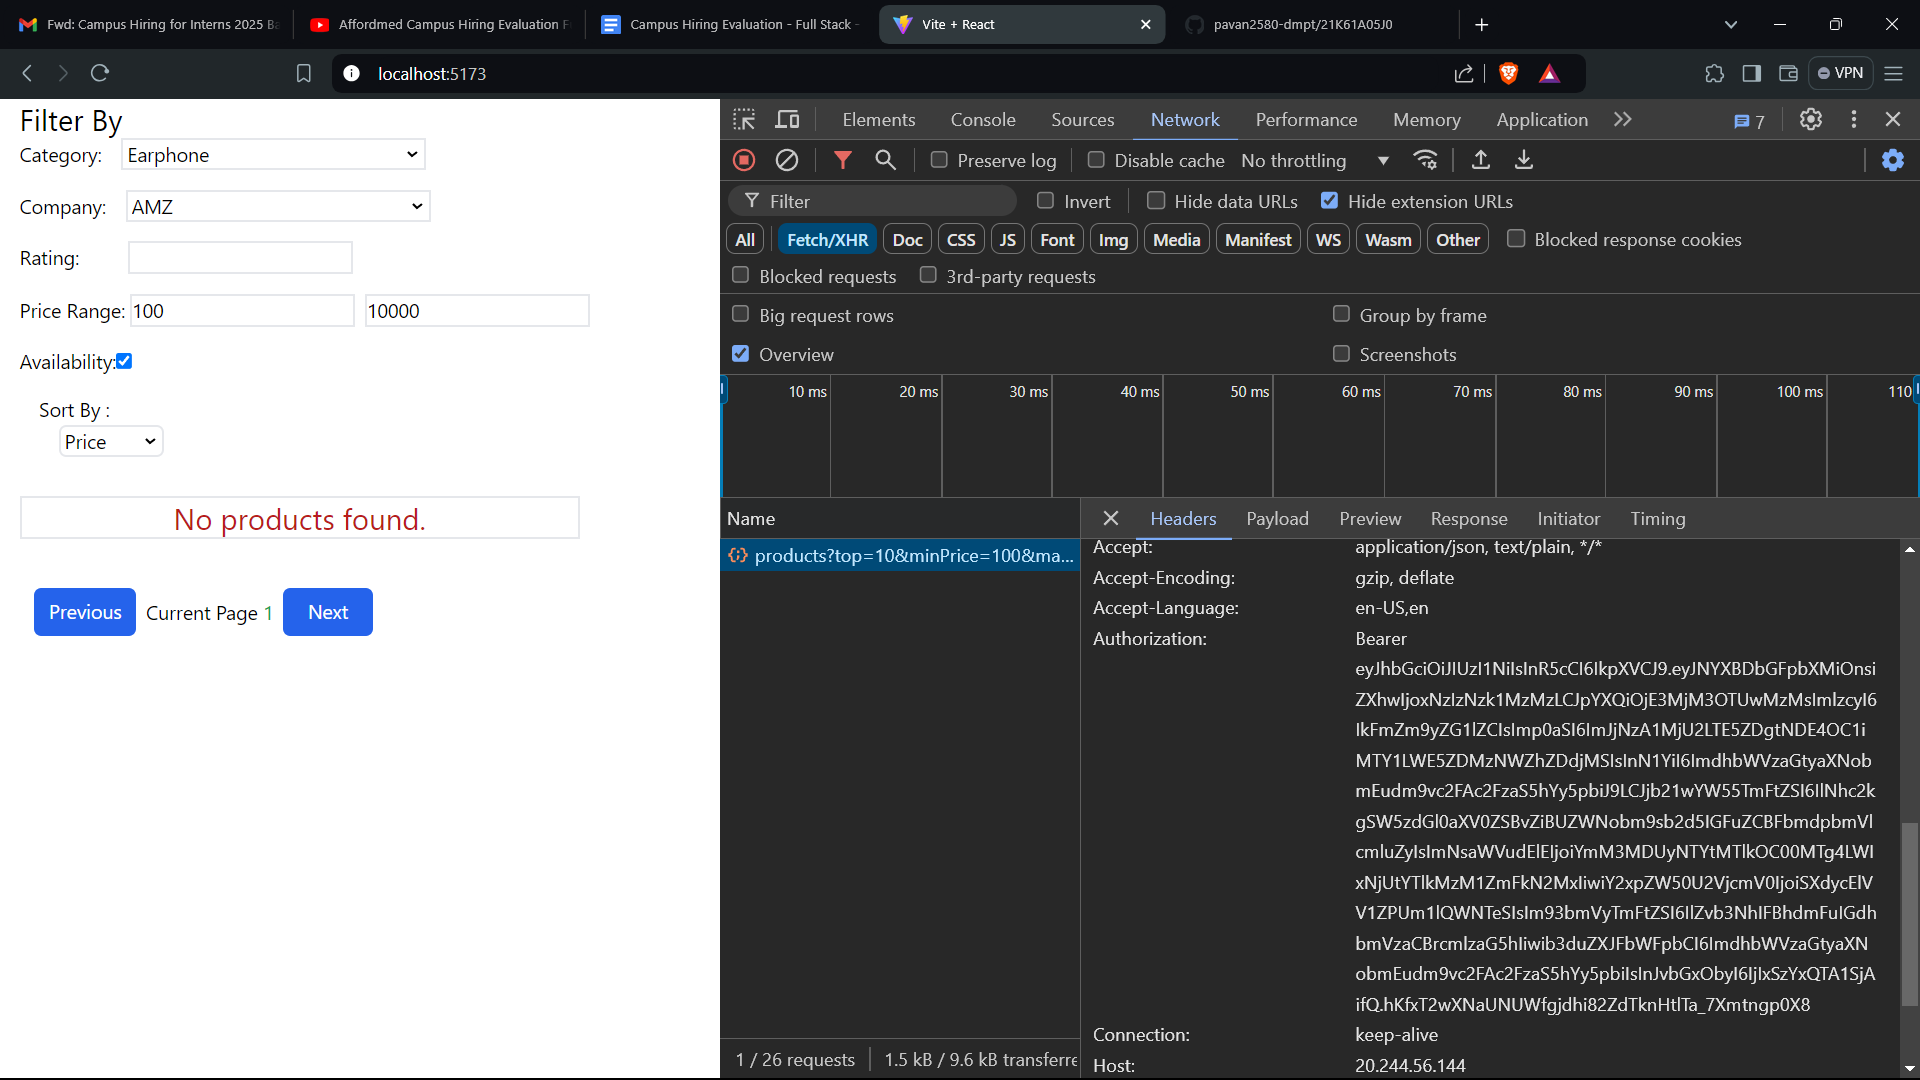 Fwd: Campus Hiring for Interns 2025 Ba
Affordmed Campus Hiring Evaluation F
Campus Hiring Evaluation - Full Stack -
Vite + React
pavan2580-dmpt/21K61A05J0
localhost:5173
VPN
Filter By
Category: Earphone
Company: AMZ
Rating:
Price Range: 100 10000
Availability:
Sort By :
Price
No products found.
Previous Current Page 1 Next
Elements Console Sources Network Performance Memory Application 7
Preserve log Disable cache No throttling
Filter Invert Hide data URLs Hide extension URLs
All Fetch/XHR Doc CSS JS Font Img Media Manifest WS Wasm Other Blocked response cookies
Blocked requests 3rd-party requests
Big request rows Group by frame
Overview Screenshots
10 ms 20 ms 30 ms 40 ms 50 ms 60 ms 70 ms 80 ms 90 ms 100 ms 110
Name Headers Payload Preview Response Initiator Timing
products?top=10&minPrice=100&ma...
Accept: application/json, text/plain, */*
Accept-Encoding: gzip, deflate
Accept-Language: en-US,en
Authorization: Bearer
Connection: keep-alive
Host: 20.244.56.144
1 / 26 requests 1.5 kB / 9.6 kB transferre